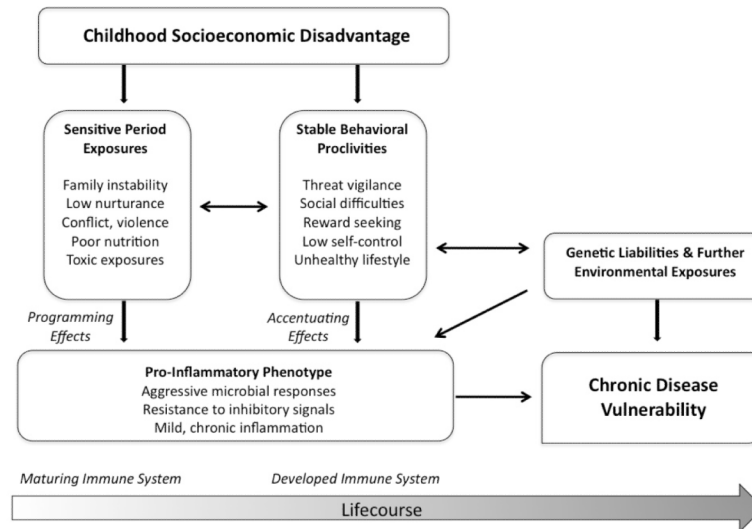 Childhood Socioeconomic Disadvantage
Sensitive Period
Exposures
Family instability
Low nurturance
Conflict, violence
Poor nutrition
Toxic exposures
Stable Behavioral
Proclivities
Threat vigilance
Social difficulties
Reward seeking
Low self-control
Unhealthy lifestyle
Genetic Liabilities & Further
Environmental Exposures
Programming
Effects
Accentuating
Effects
Pro-Inflammatory Phenotype
Aggressive microbial responses
Resistance to inhibitory signals
Mild, chronic inflammation
Chronic Disease
Vulnerability
Maturing Immune System
Developed Immune System
Lifecourse